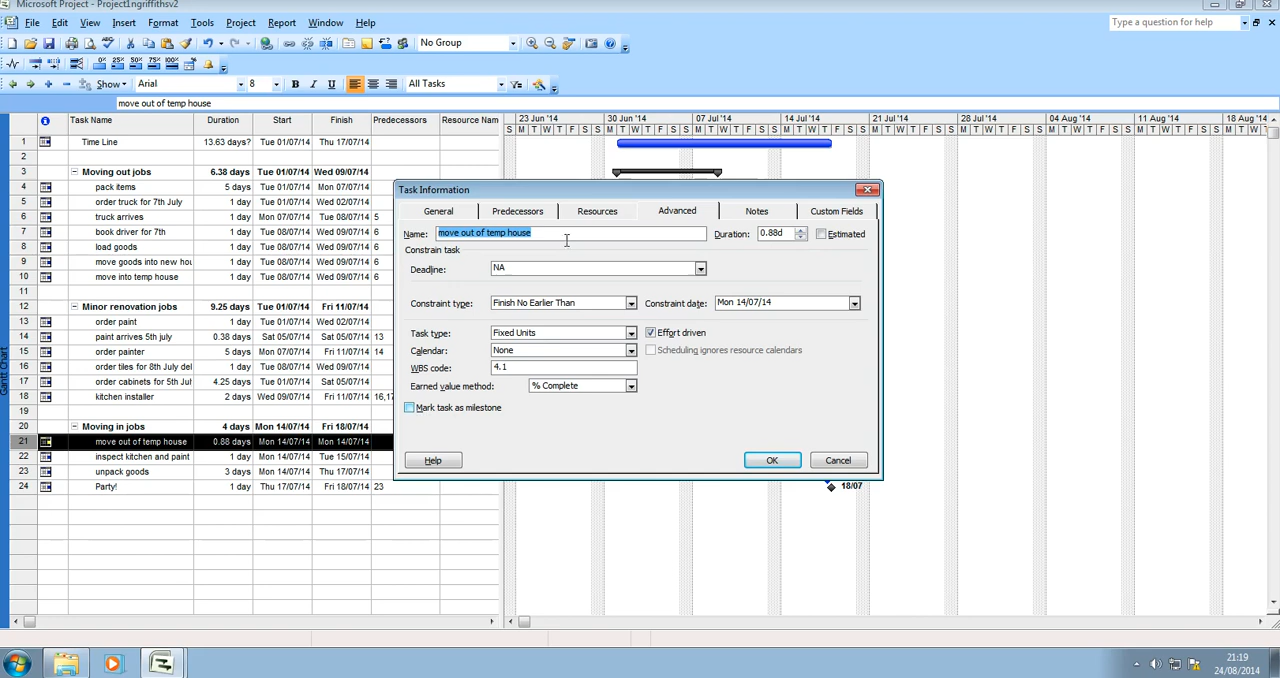 Microsoft Project - Project1ngriffithsv2
File Edit View Insert Format Tools Project Report Window Help
Type a question for help
No Group
0% 25% 50% 75% 100%
Show Arial 8 B I U All Tasks
move out of temp house
Task Name Duration Start Finish Predecessors Resource Nam
23 Jun '14 30 Jun '14 07 Jul '14 14 Jul '14 21 Jul '14 28 Jul '14 04 Aug '14 11 Aug '14 18 Aug '14
S M T W T F S S M T W T F S S M T W T F S S M T W T F S S M T W T F S S M T W T F S S M T W T F S S M T W T F S S M T W
1 Time Line 13.63 days? Tue 01/07/14 Thu 17/07/14
2
3 Moving out jobs 6.38 days Tue 01/07/14 Wed 09/07/14
4 pack items 5 days Tue 01/07/14 Mon 07/07/14
5 order truck for 7th July 1 day Tue 01/07/14 Wed 02/07/14
6 truck arrives 1 day Mon 07/07/14 Tue 08/07/14 5
7 book driver for 7th 1 day Tue 08/07/14 Wed 09/07/14 6
8 load goods 1 day Tue 08/07/14 Wed 09/07/14 6
9 move goods into new hou 1 day Tue 08/07/14 Wed 09/07/14 6
10 move into temp house 1 day Tue 08/07/14 Wed 09/07/14 6
11
12 Minor renovation jobs 9.25 days Tue 01/07/14 Fri 11/07/14
13 order paint 1 day Tue 01/07/14 Wed 02/07/14
14 paint arrives 5th july 0.38 days Sat 05/07/14 Sat 05/07/14 13
15 order painter 5 days Mon 07/07/14 Fri 11/07/14 14
16 order tiles for 8th July del 1 day Tue 08/07/14 Wed 09/07/14
17 order cabinets for 5th Jul 4.25 days Tue 01/07/14 Sat 05/07/14
18 kitchen installer 2 days Wed 09/07/14 Fri 11/07/14 16,17
19
20 Moving in jobs 4 days Mon 14/07/14 Fri 18/07/14
21 move out of temp house 0.88 days Mon 14/07/14 Mon 14/07/14
22 inspect kitchen and paint 1 day Mon 14/07/14 Tue 15/07/14
23 unpack goods 3 days Mon 14/07/14 Thu 17/07/14
24 Party! 1 day Thu 17/07/14 Fri 18/07/14 23
18/07
Gantt Chart
Task Information
General Predecessors Resources Advanced Notes Custom Fields
Name: move out of temp house Duration: 0.88d Estimated
Constrain task
Deadline: NA
Constraint type: Finish No Earlier Than Constraint date: Mon 14/07/14
Task type: Fixed Units Effort driven
Calendar: None Scheduling ignores resource calendars
WBS code: 4.1
Earned value method: % Complete
Mark task as milestone
Help OK Cancel
21:19
24/08/2014